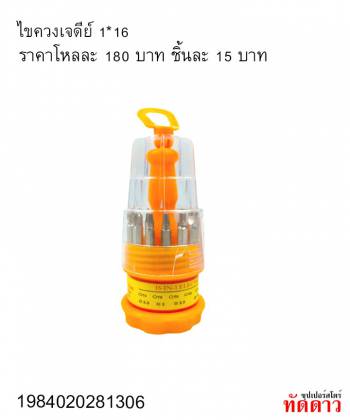 ไขควงเจดีย์ 1*16
ราคาโหลละ 180 บาท ชิ้นละ 15 บาท
1984020281306
ซุปเปอร์สโตร์
ทัดดาว